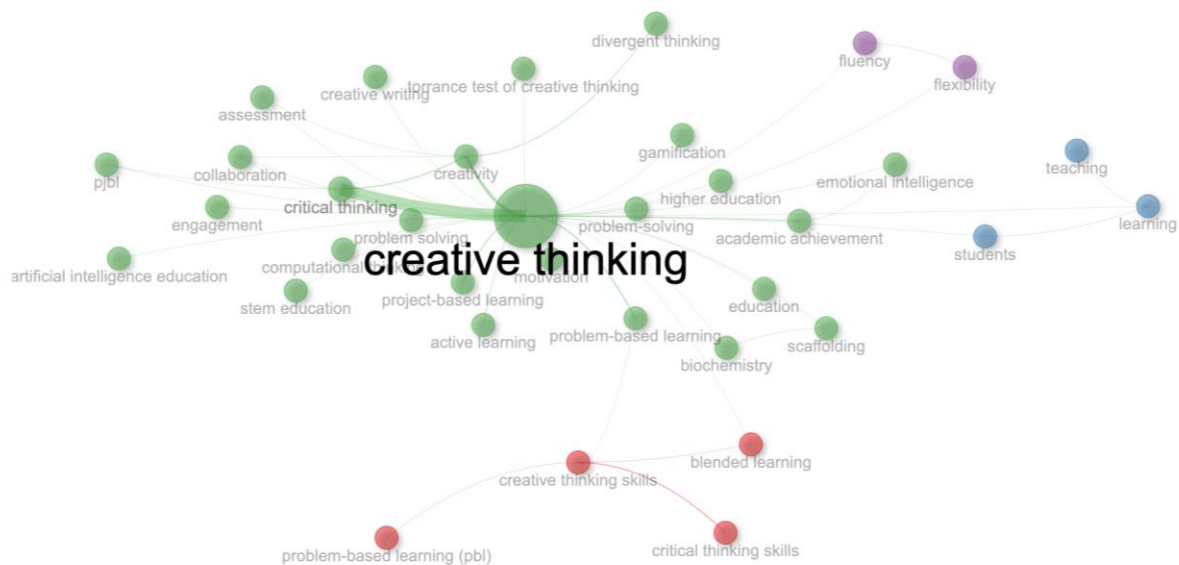 divergent thinking
fluency
flexibility
creative writing
torrance test of creative thinking
assessment
gamification
teaching
pjbl
collaboration
creativity
emotional intelligence
higher education
critical thinking
engagement
problem solving
problem-solving
academic achievement
learning
students
artificial intelligence education
computational thinking
creative thinking
motivation
stem education
project-based learning
education
active learning
problem-based learning
scaffolding
biochemistry
blended learning
creative thinking skills
problem-based learning (pbl)
critical thinking skills